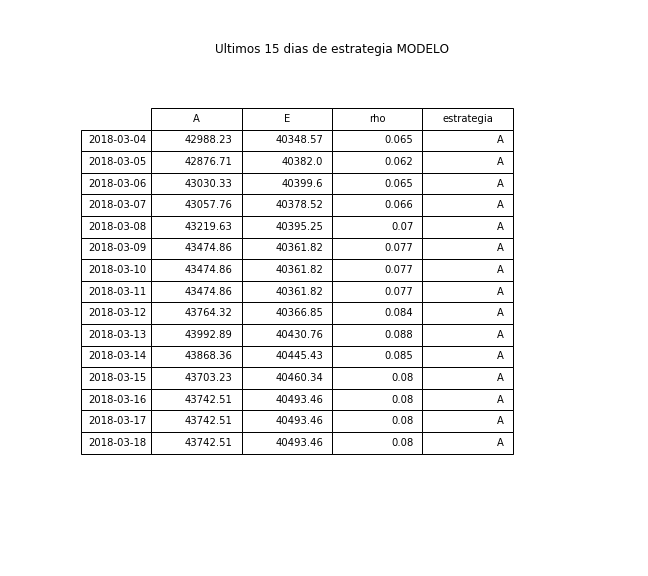 Ultimos 15 dias de estrategia MODELO
A E rho estrategia
2018-03-04 42988.23 40348.57 0.065 A
2018-03-05 42876.71 40382.0 0.062 A
2018-03-06 43030.33 40399.6 0.065 A
2018-03-07 43057.76 40378.52 0.066 A
2018-03-08 43219.63 40395.25 0.07 A
2018-03-09 43474.86 40361.82 0.077 A
2018-03-10 43474.86 40361.82 0.077 A
2018-03-11 43474.86 40361.82 0.077 A
2018-03-12 43764.32 40366.85 0.084 A
2018-03-13 43992.89 40430.76 0.088 A
2018-03-14 43868.36 40445.43 0.085 A
2018-03-15 43703.23 40460.34 0.08 A
2018-03-16 43742.51 40493.46 0.08 A
2018-03-17 43742.51 40493.46 0.08 A
2018-03-18 43742.51 40493.46 0.08 A